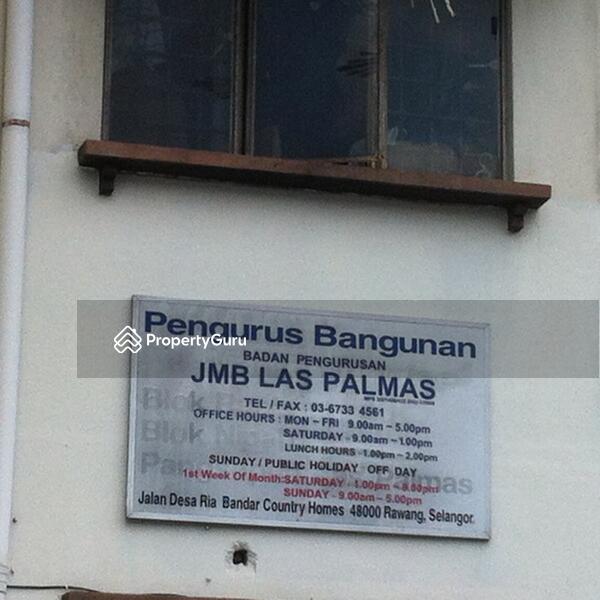 Pengurus Bangunan
PropertyGuru
BADAN PENGURUSAN
JMB LAS PALMAS
TEL / FAX : 03-6733 4561
OFFICE HOURS : MON ~ FRI 9.00am ~ 5.00pm
SATURDAY - 9.00am ~ 1.00pm
LUNCH HOURS - 1.00pm ~ 2.00pm
SUNDAY / PUBLIC HOLIDAY OFF DAY
1st Week Of Month:SATURDAY - 1.00pm ~ 5.00pm
SUNDAY - 9.00am ~ 5.00pm
Jalan Desa Ria Bandar Country Homes 48000 Rawang, Selangor.